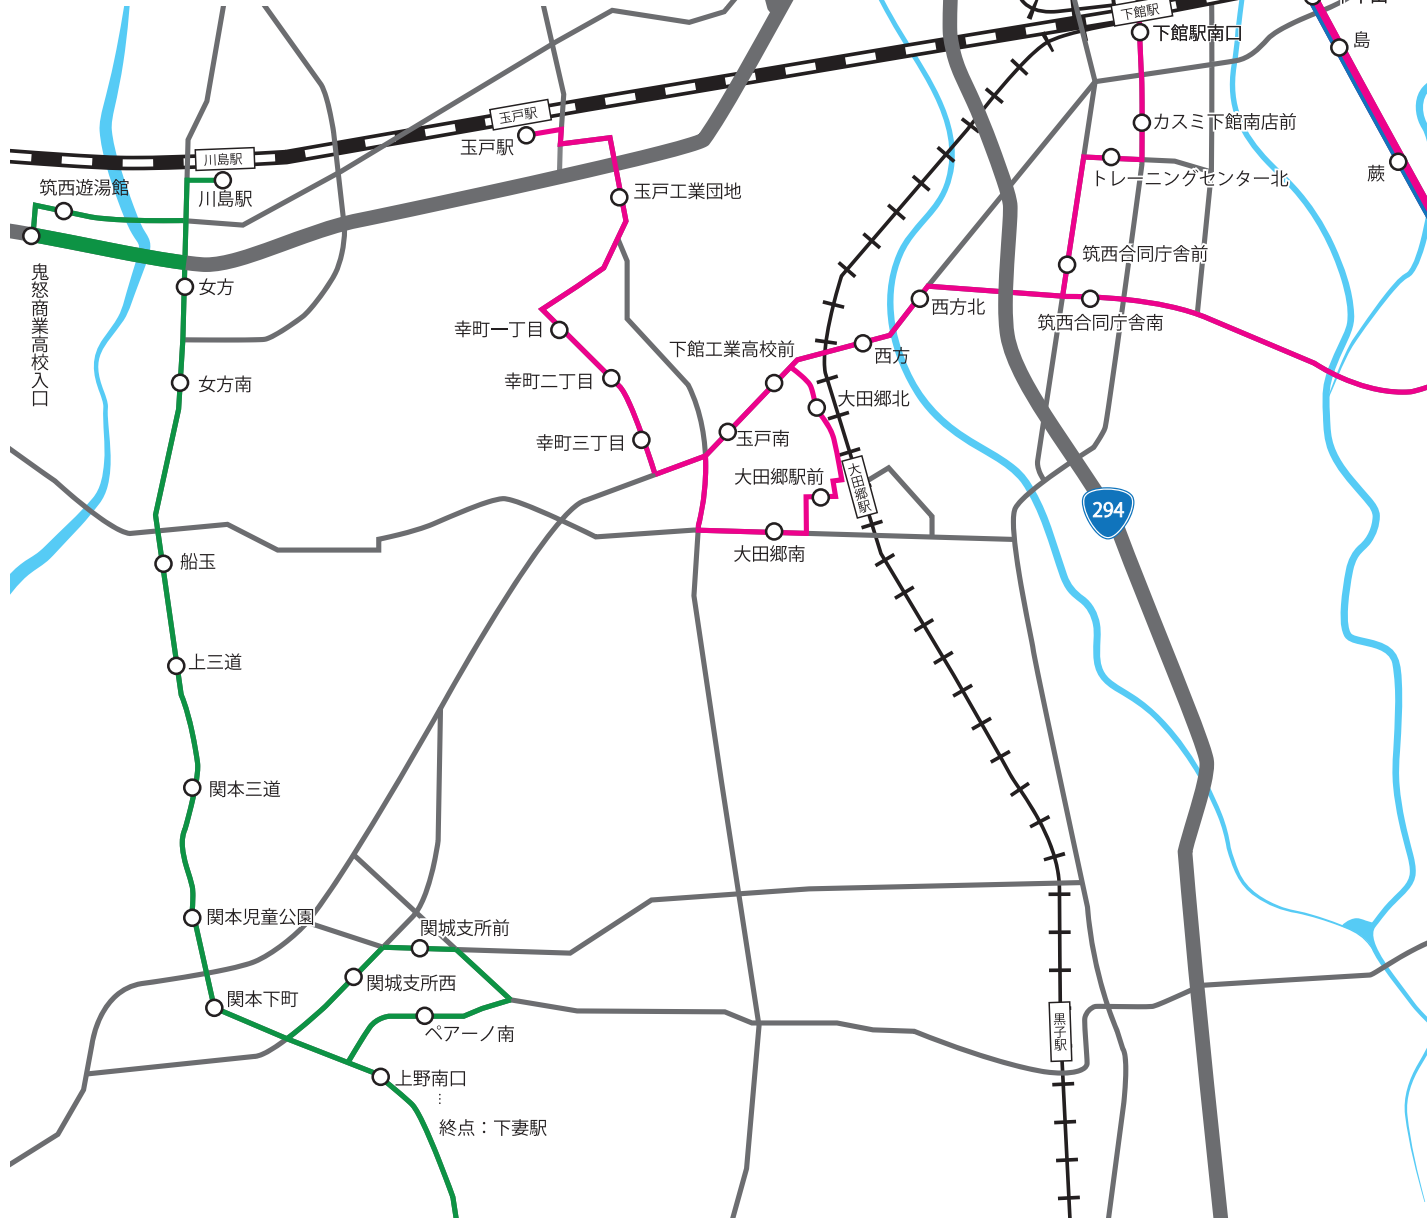 下館駅
下館駅南口
島
カスミ下館南店前
蕨
玉戸駅
玉戸駅
川島駅
川島駅
筑西遊湯館
トレーニングセンター北
玉戸工業団地
筑西合同庁舎前
鬼怒商業高校入口
女方
西方北
筑西合同庁舎南
幸町一丁目
下館工業高校前
西方
女方南
幸町二丁目
大田郷北
幸町三丁目
玉戸南
大田郷駅前
大田郷駅
294
大田郷南
船玉
上三道
関本三道
関本児童公園
関城支所前
関城支所西
関本下町
ペアーノ南
黒子駅
上野南口
…
終点：下妻駅